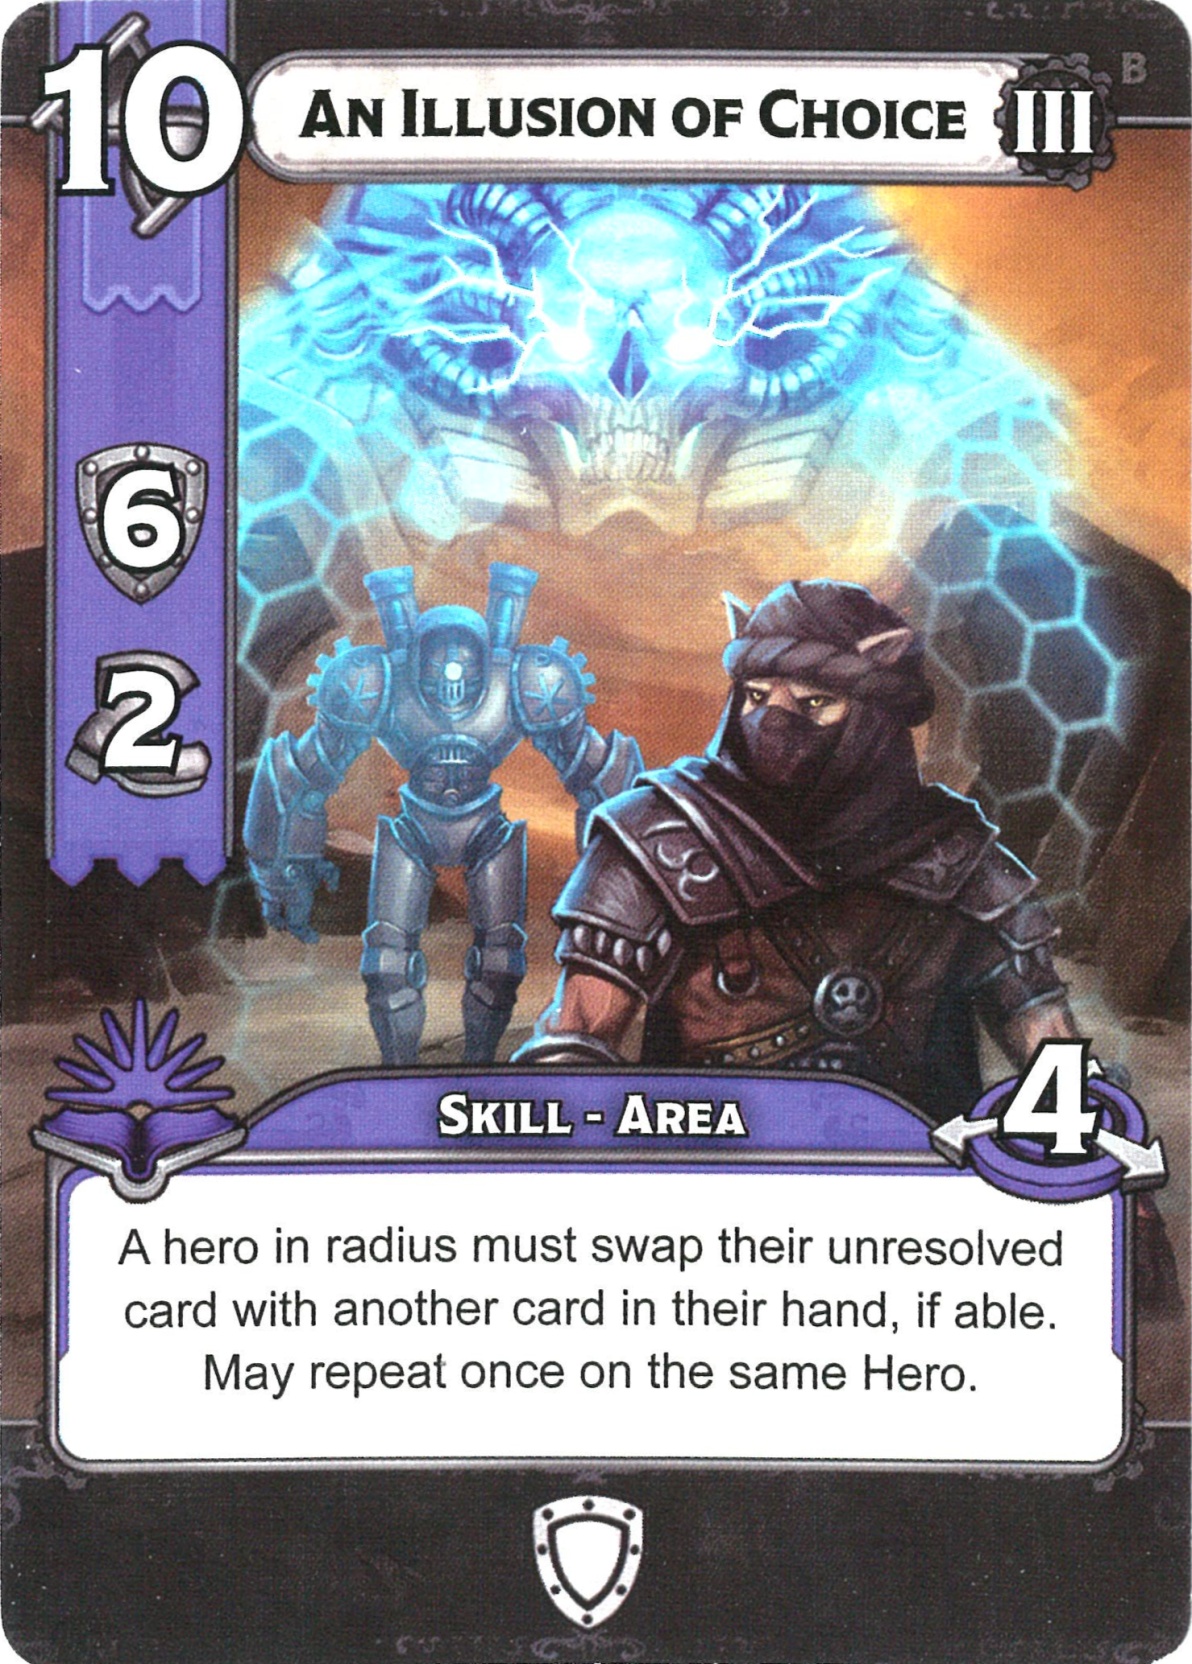 10
AN ILLUSION OF CHOICE
III
B
6
2
SKILL - AREA
4
A hero in radius must swap their unresolved
card with another card in their hand, if able.
May repeat once on the same Hero.